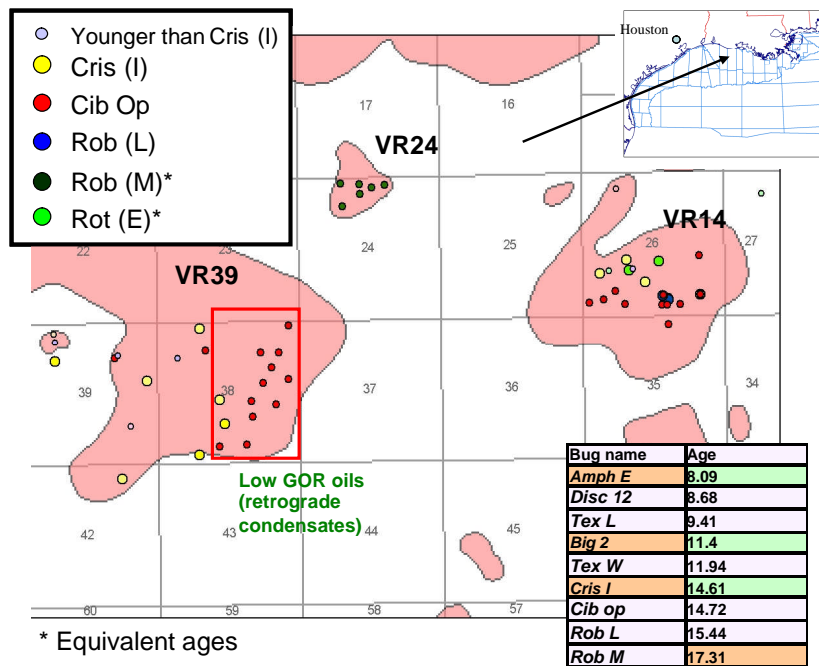 Younger than Cris (I)
Cris (I)
Cib Op
Rob (L)
Rob (M)*
Rot (E)*
Houston
17
16
VR24
24
25
26
27
VR14
22
23
VR39
39
38
37
36
35
34
Low GOR oils
(retrograde
condensates)
42
43
44
45
60
59
58
57
Bug name Age
Amph E 8.09
Disc 12 8.68
Tex L 9.41
Big 2 11.4
Tex W 11.94
Cris I 14.61
Cib op 14.72
Rob L 15.44
Rob M 17.31
* Equivalent ages